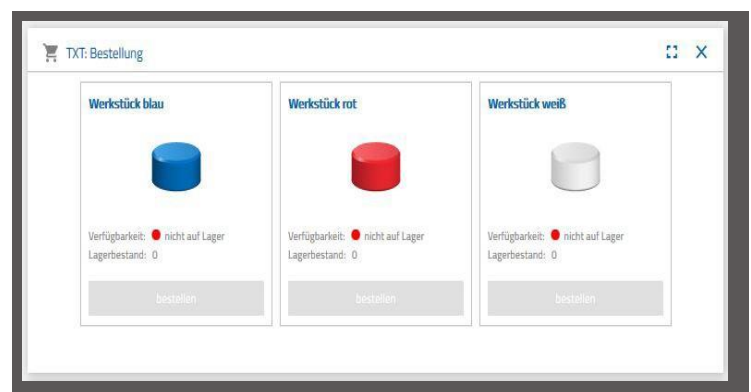 TXT: Bestellung
Werkstück blau
Verfügbarkeit: nicht auf Lager
Lagerbestand: 0
bestellen
Werkstück rot
Verfügbarkeit: nicht auf Lager
Lagerbestand: 0
bestellen
Werkstück weiß
Verfügbarkeit: nicht auf Lager
Lagerbestand: 0
bestellen